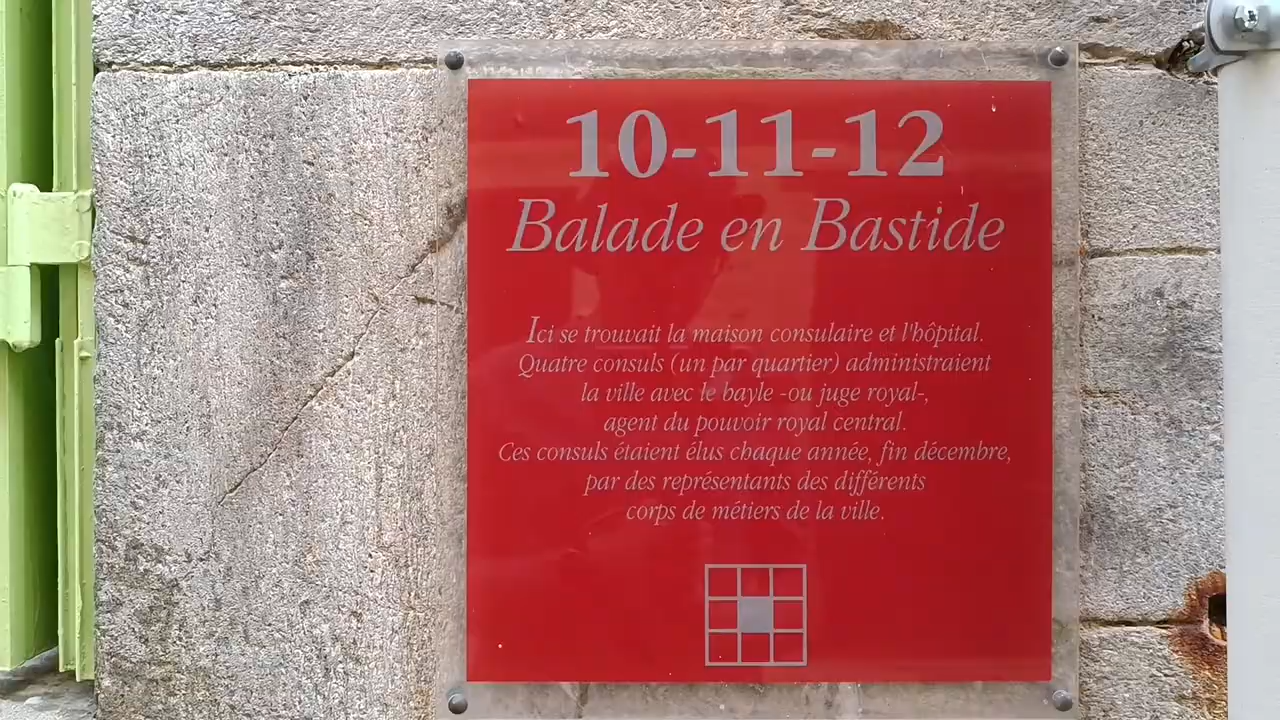 10-11-12
Balade en Bastide
Ici se trouvait la maison consulaire et l'hôpital.
Quatre consuls (un par quartier) administraient
la ville avec le bayle -ou juge royal-,
agent du pouvoir royal central.
Ces consuls étaient élus chaque année, fin décembre,
par des représentants des différents
corps de métiers de la ville.